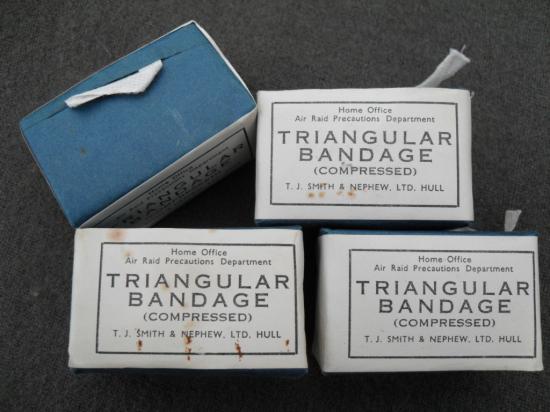 Home Office
Air Raid Precautions Department
TRIANGULAR
BANDAGE
(COMPRESSED)
T. J. SMITH & NEPHEW, LTD, HULL
Home Office
Air Raid Precautions Department
TRIANGULAR
BANDAGE
(COMPRESSED)
T. J. SMITH & NEPHEW, LTD, HULL
Home Office
Air Raid Precautions Department
TRIANGULAR
BANDAGE
(COMPRESSED)
T. J. SMITH & NEPHEW, LTD, HULL